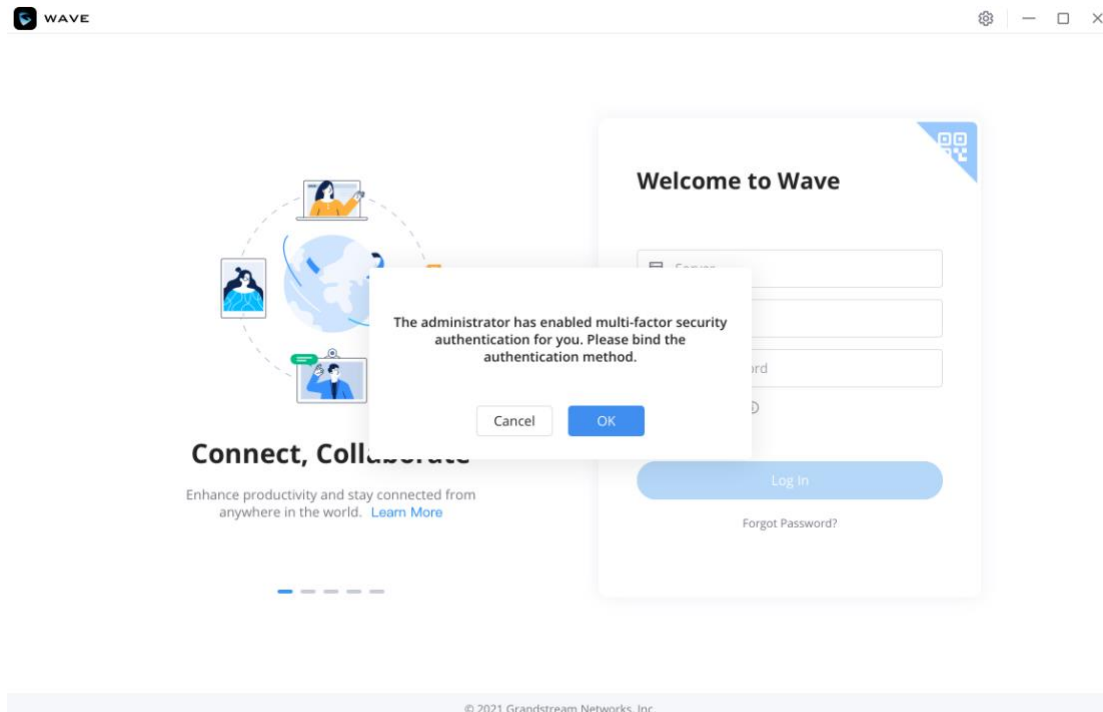 WAVE
Welcome to Wave
The administrator has enabled multi-factor security
authentication for you. Please bind the
authentication method.
Cancel
OK
Log In
Forgot Password?
Connect, Collaborate
Enhance productivity and stay connected from
anywhere in the world. Learn More
© 2021 Grandstream Networks, Inc.